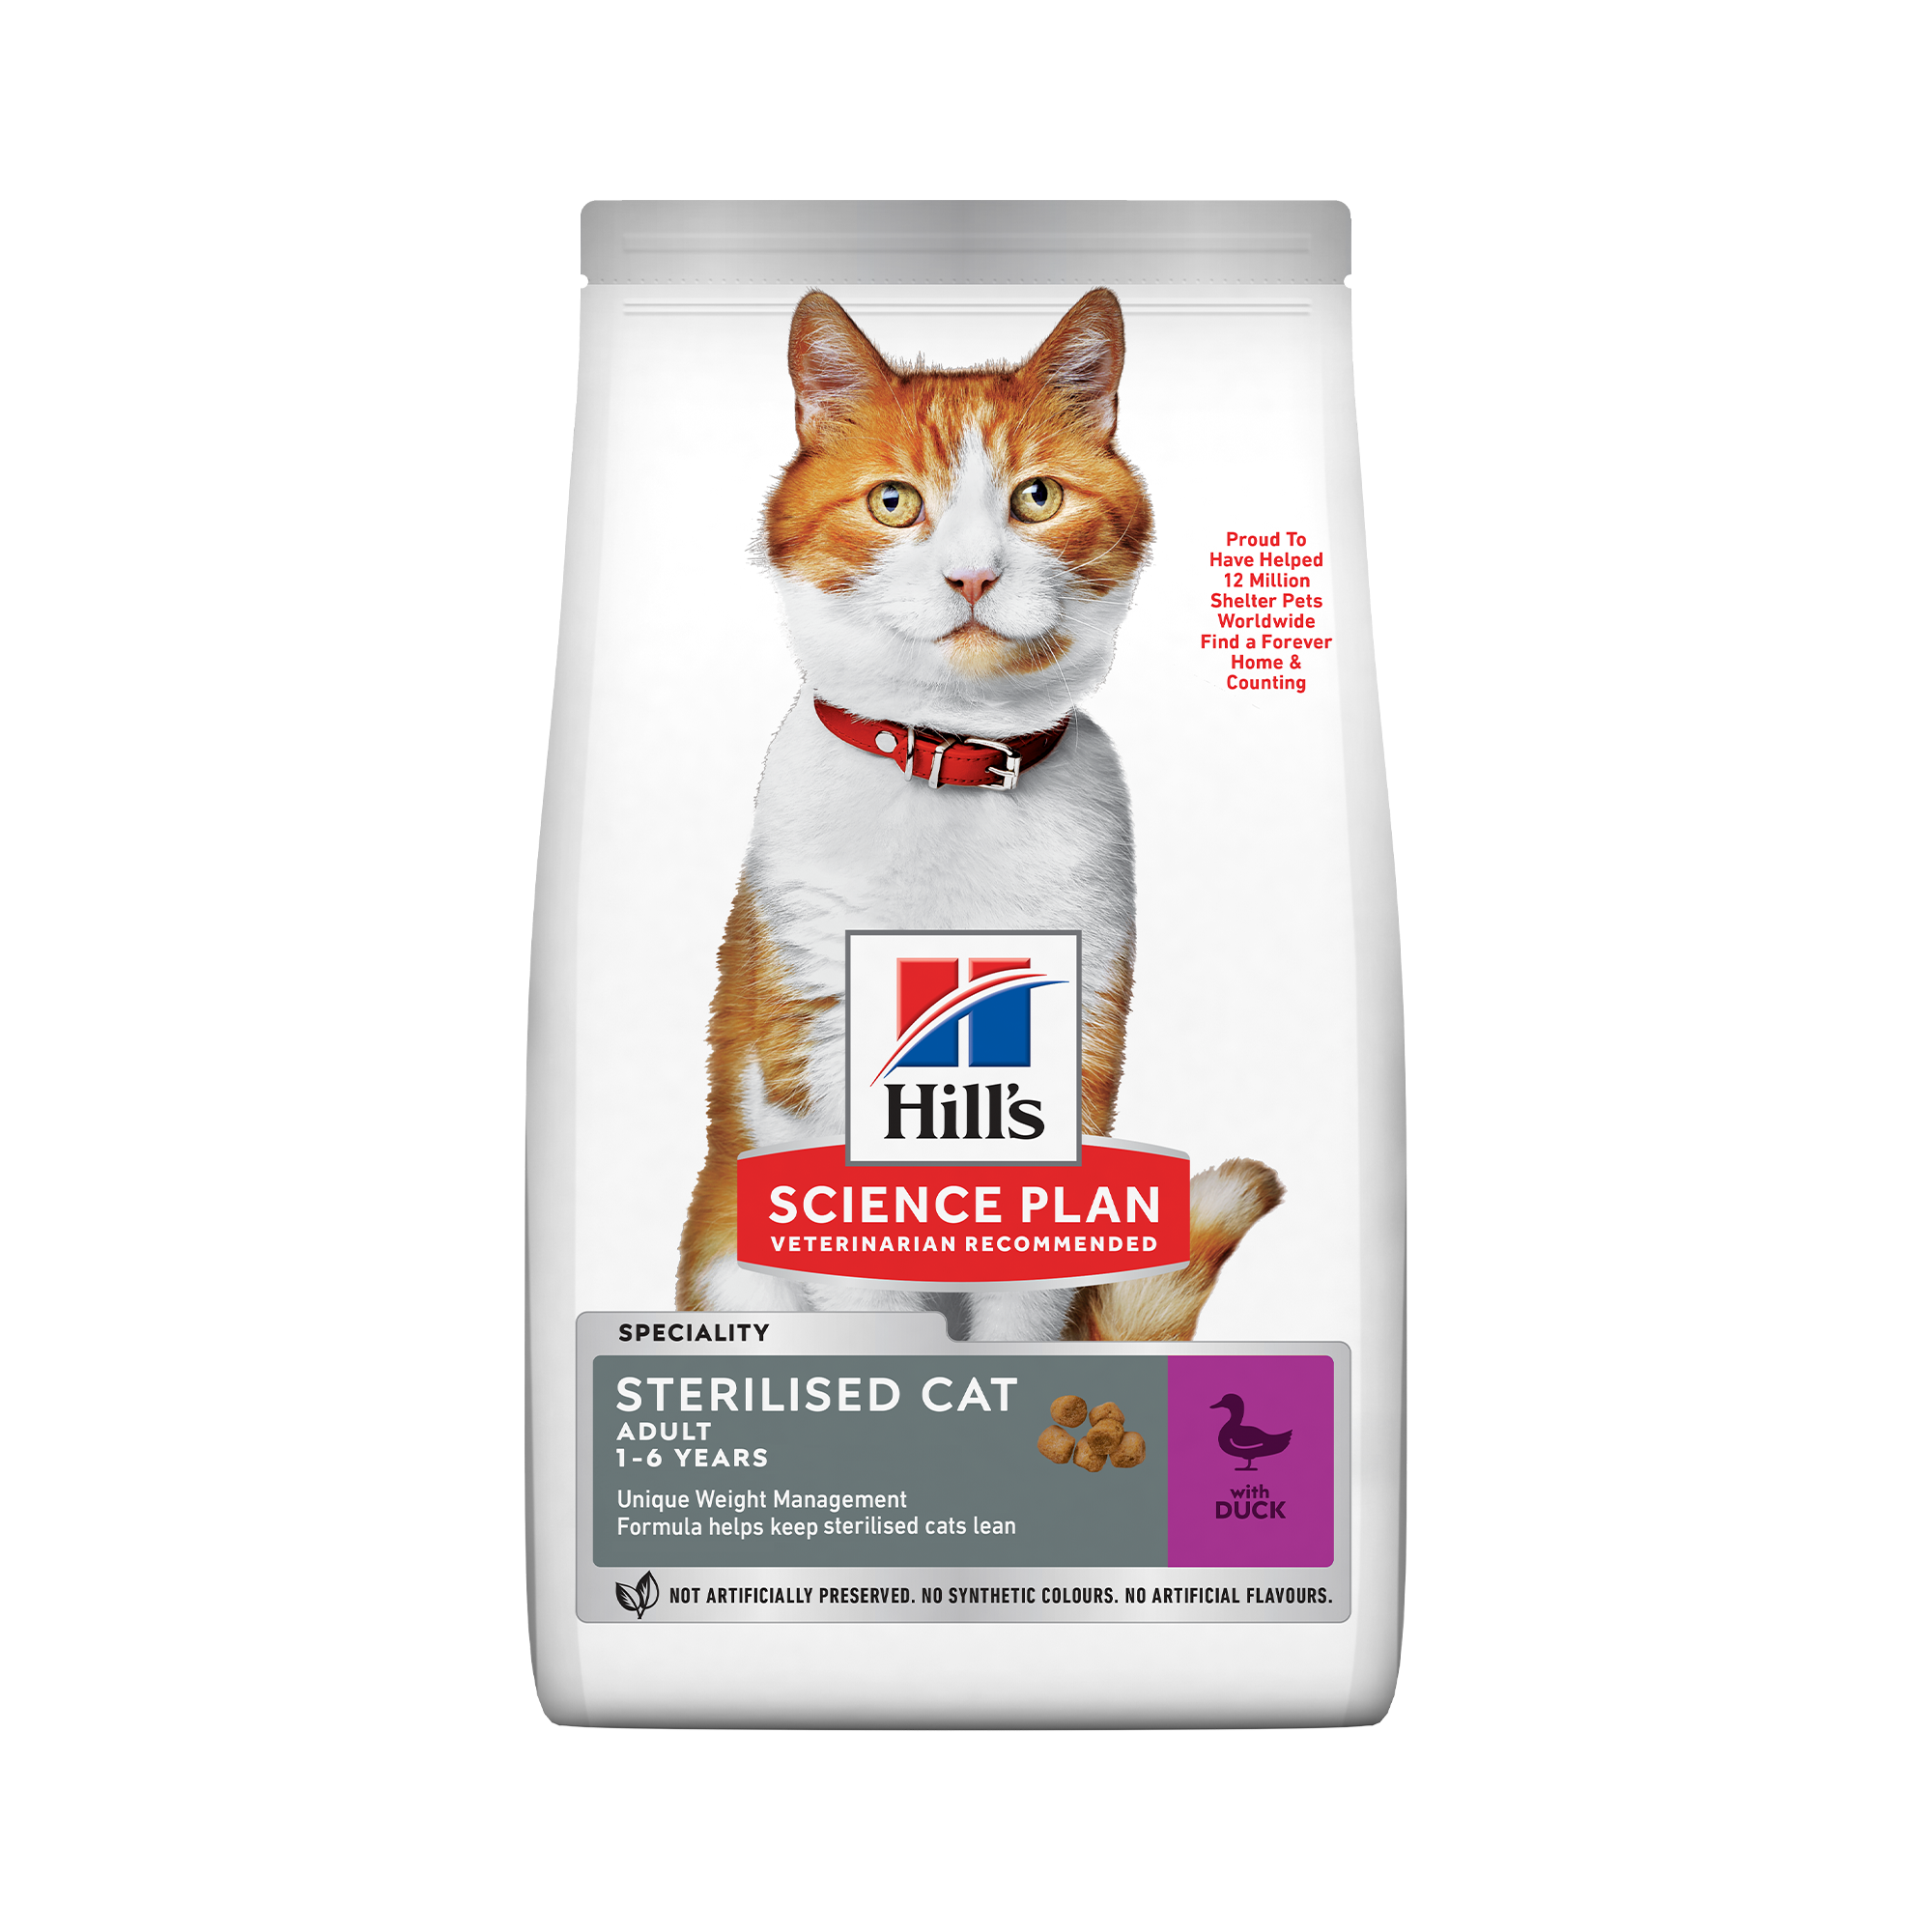 Proud To
Have Helped
12 Million
Shelter Pets
Worldwide
Find a Forever
Home &
Counting
Hill's
SCIENCE PLAN
VETERINARIAN RECOMMENDED
SPECIALITY
STERILISED CAT
ADULT
1-6 YEARS
Unique Weight Management
Formula helps keep sterilised cats lean
with
DUCK
NOT ARTIFICIALLY PRESERVED. NO SYNTHETIC COLOURS. NO ARTIFICIAL FLAVOURS.